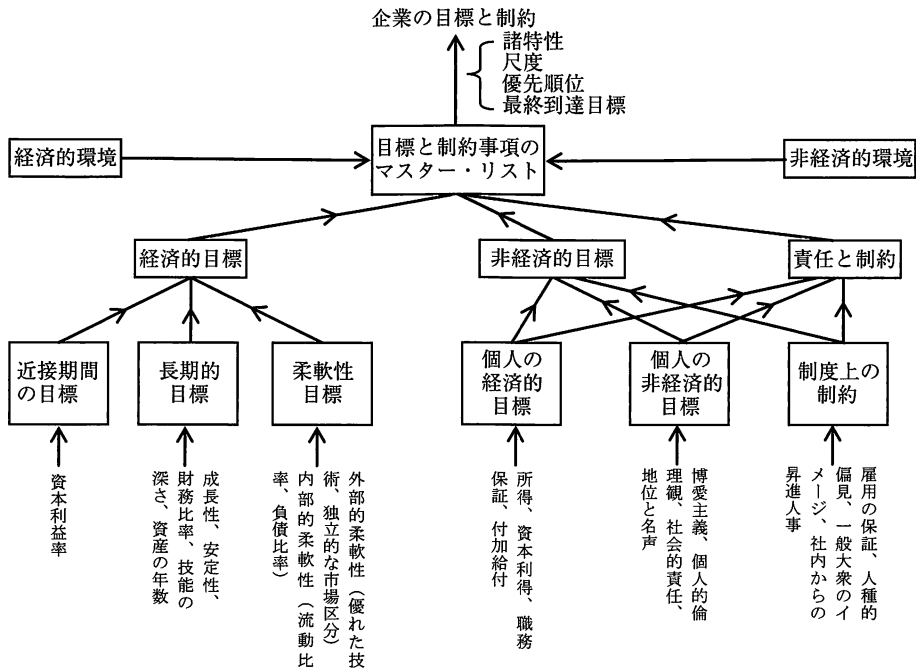 企業の目標と制約
諸特性
尺度
優先順位
最終到達目標
経済的環境
目標と制約事項の
マスター・リスト
非経済的環境
経済的目標
非経済的目標
責任と制約
近接期間
の目標
長期的
目標
柔軟性
目標
個人の
経済的
目標
個人の
非経済的
目標
制度上の
制約
資本利益率
成長性、安定性、
財務比率、技能の
深さ、資産の年数
外部的柔軟性（優れた技
術、独立的な市場区分）
内部的柔軟性（流動比
率、負債比率）
所得、資本利得、職務
保証、付加給付
博愛主義、個人的倫
理観、社会的責任、
地位と名声
雇用の保証、人種的
偏見、一般大衆のイ
メージ、社内からの
昇進人事